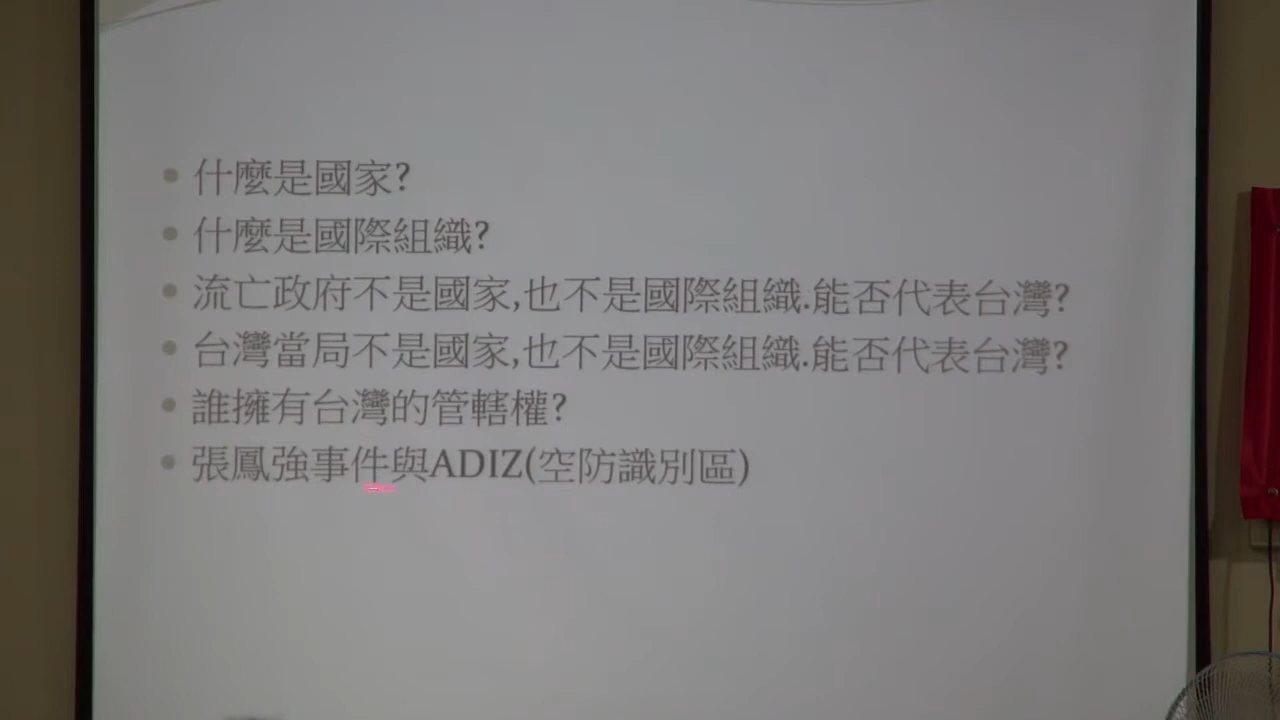 什麼是國家?
什麼是國際組織?
流亡政府不是國家,也不是國際組織.能否代表台灣?
台灣當局不是國家,也不是國際組織.能否代表台灣?
誰擁有台灣的管轄權?
張鳳強事件與ADIZ(空防識別區)